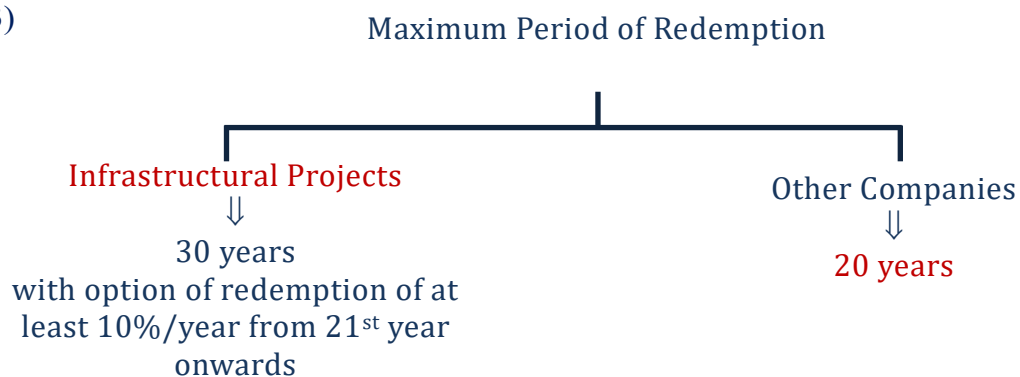 Maximum Period of Redemption
Infrastructural Projects
⇓
30 years
with option of redemption of at
least 10%/year from 21st year
onwards
Other Companies
⇓
20 years